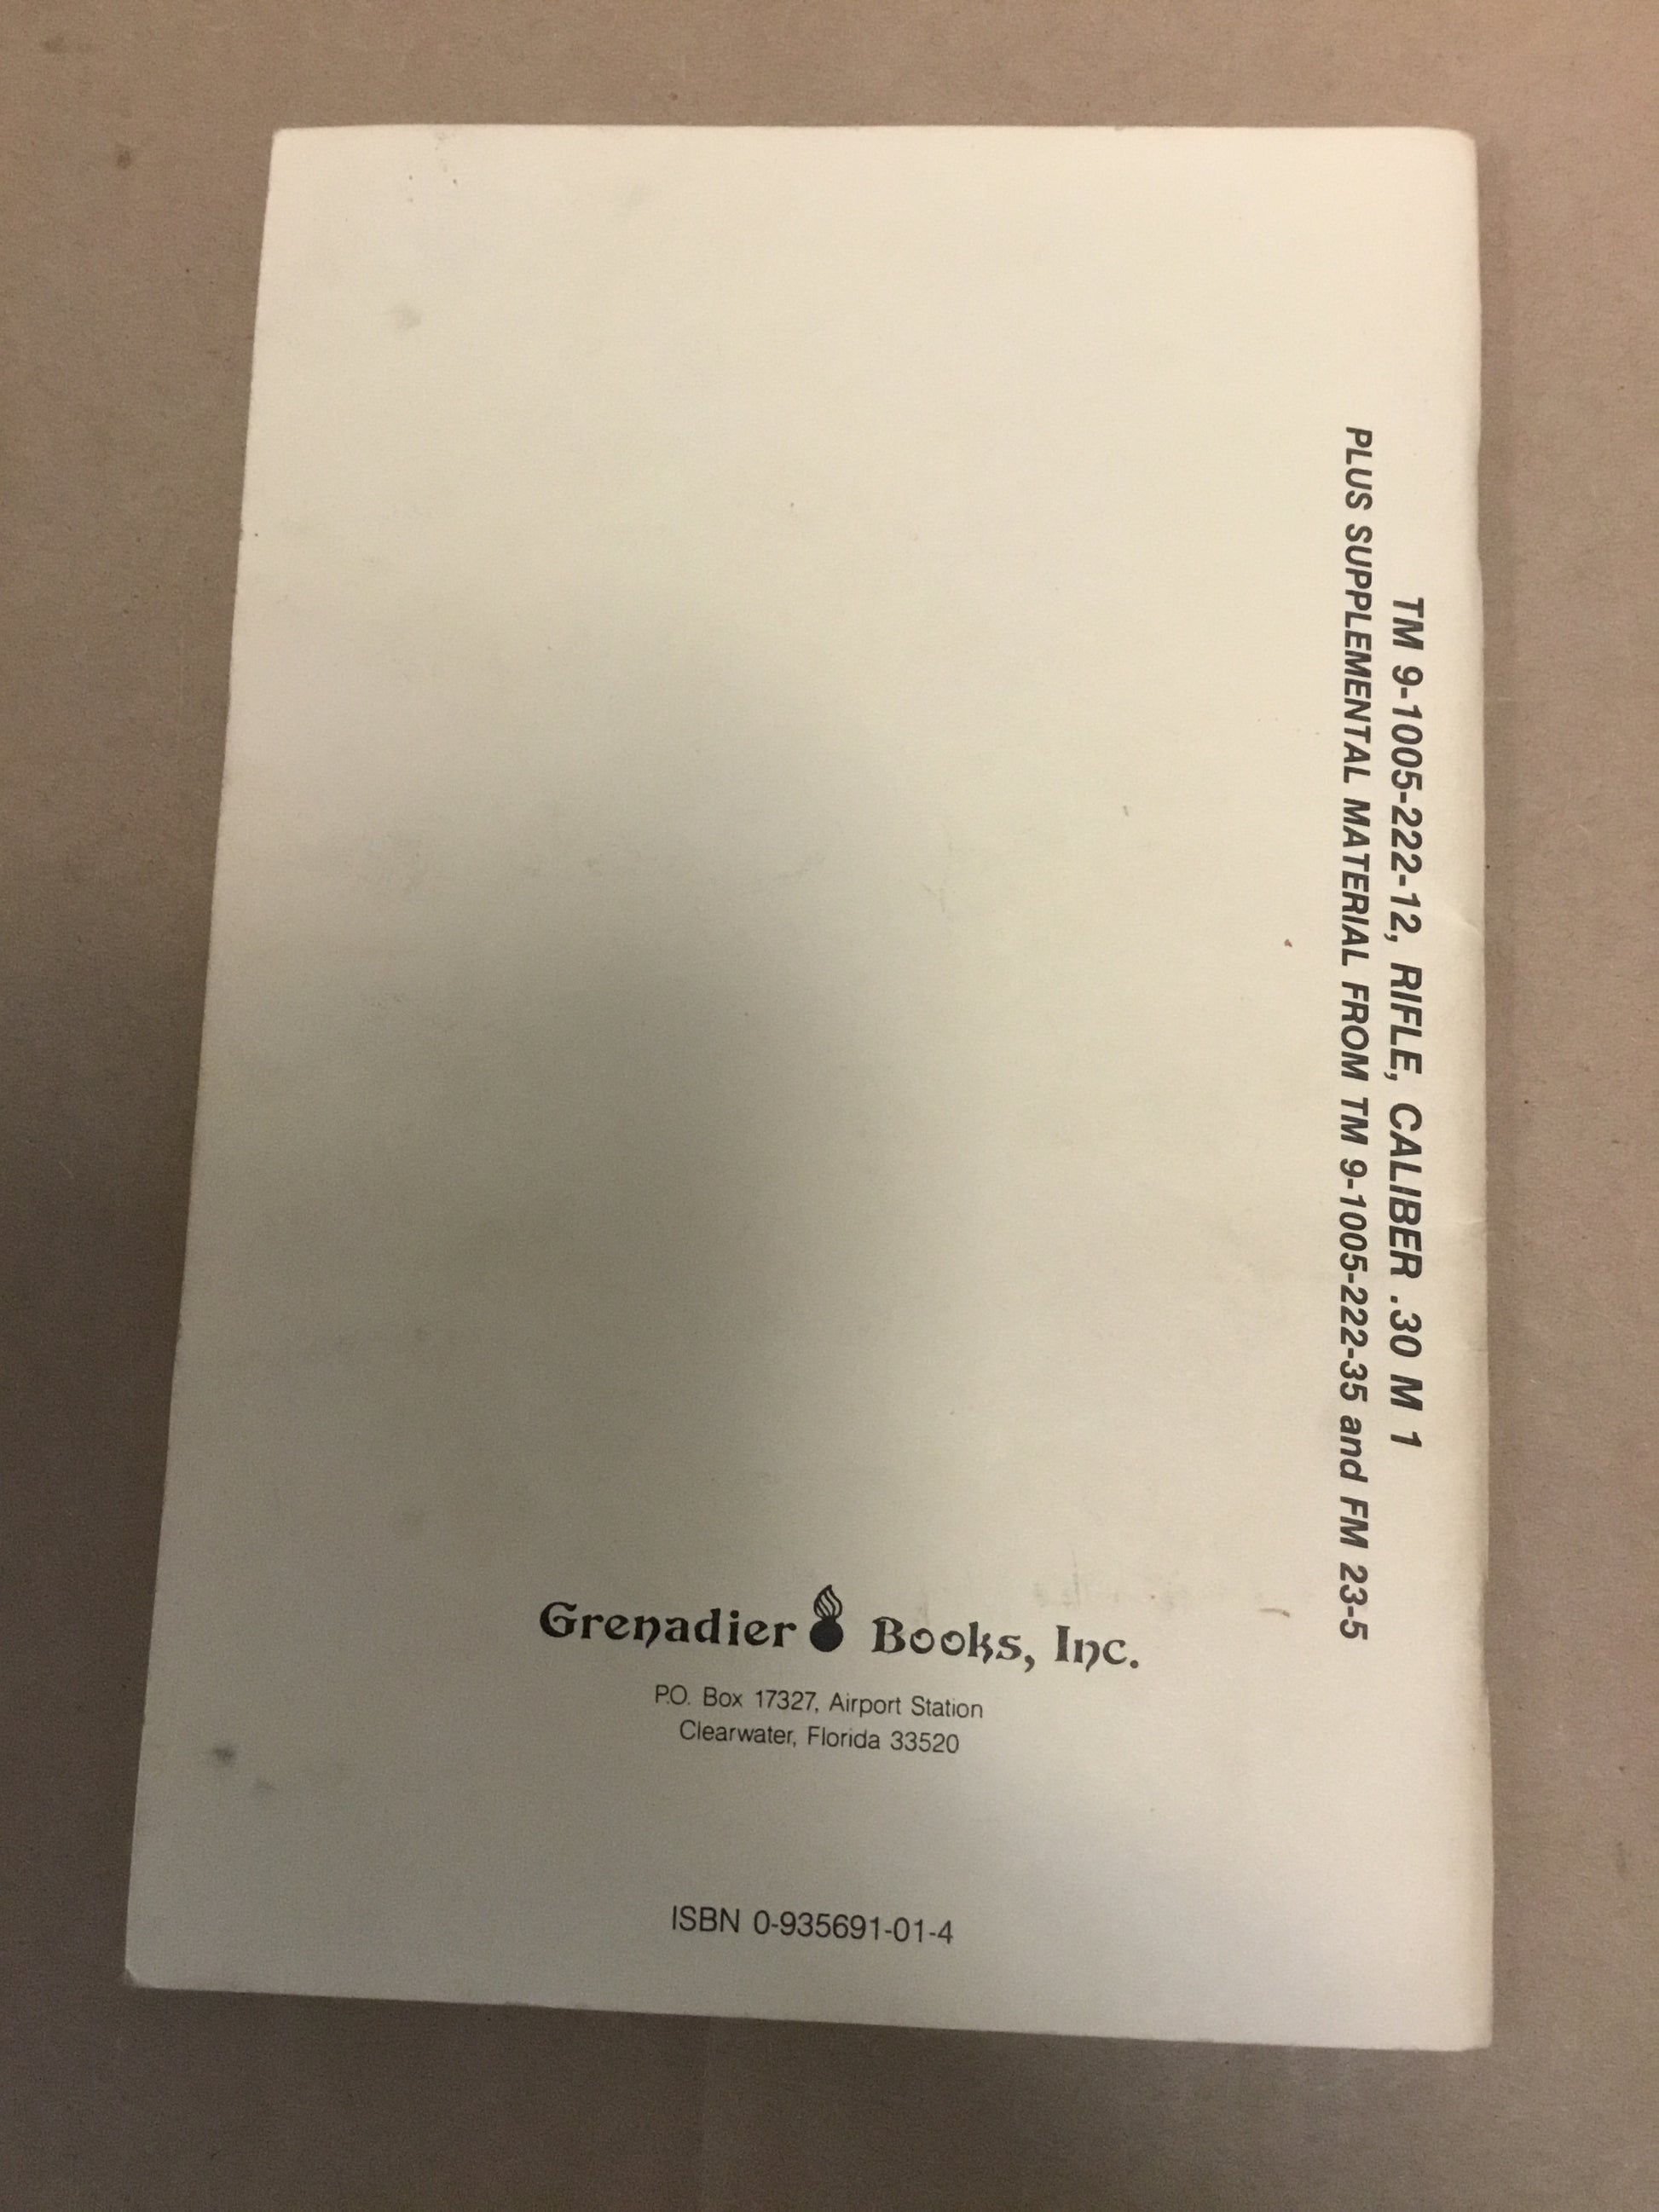 TM 9-1005-222-12, RIFLE, CALIBER .30 M 1
PLUS SUPPLEMENTAL MATERIAL FROM TM 9-1005-222-35 and FM 23-5
Grenadier Books, Inc.
P.O. Box 17327, Airport Station
Clearwater, Florida 33520
ISBN 0-935691-01-4